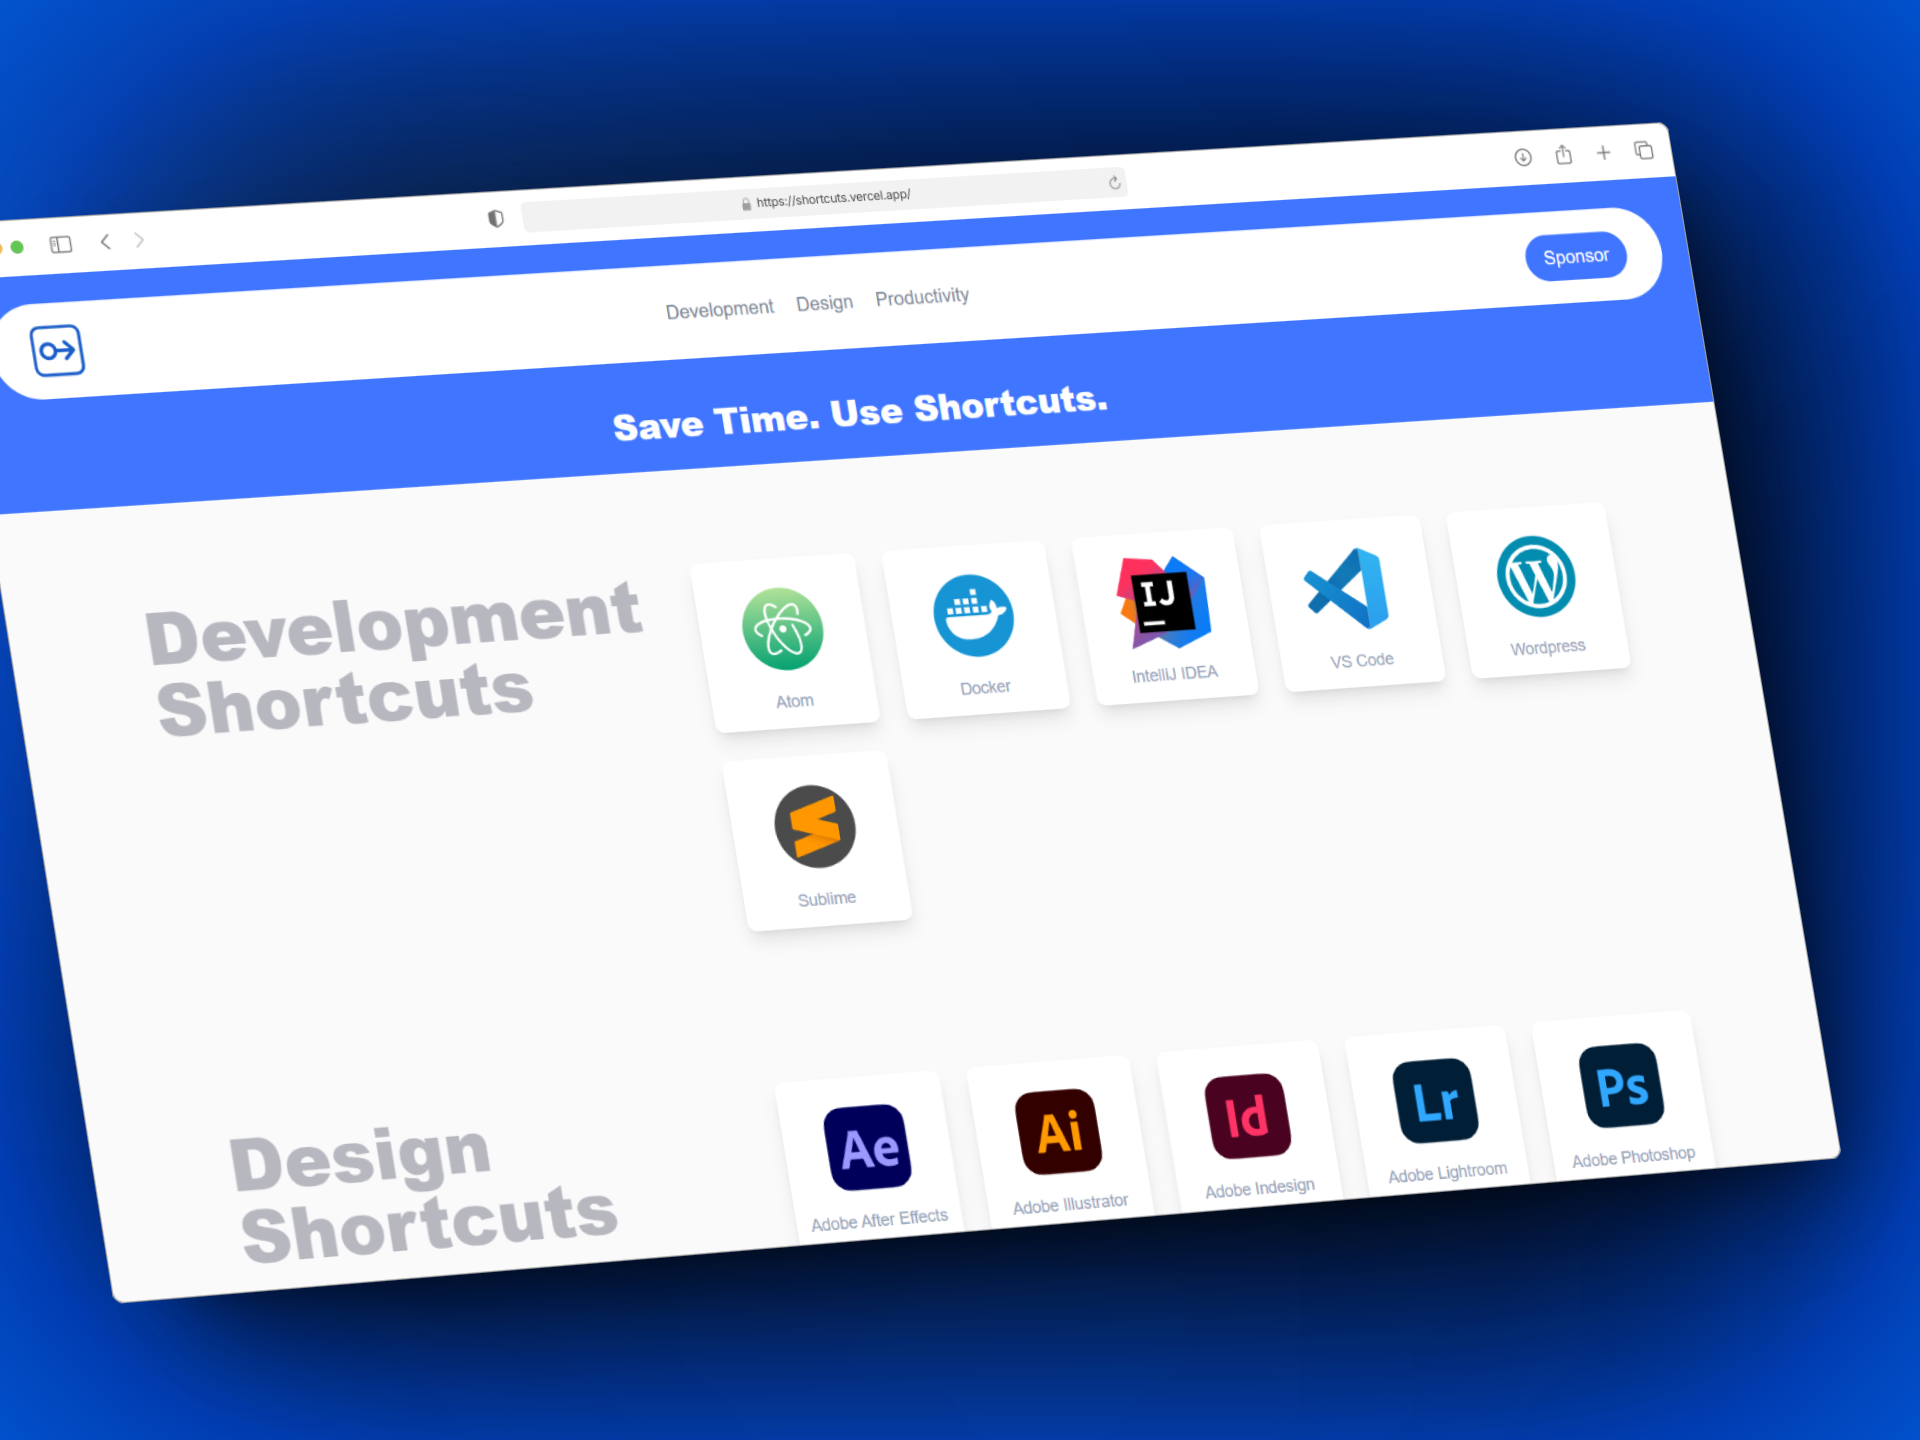 https://shortcuts.vercel.app/
Development Design Productivity
Sponsor
Save Time. Use Shortcuts.
Development
Shortcuts
Atom
Docker
IJ
IntelliJ IDEA
VS Code
Wordpress
Sublime
Design
Shortcuts
Ae
Adobe After Effects
Ai
Adobe Illustrator
Id
Adobe Indesign
Lr
Adobe Lightroom
Ps
Adobe Photoshop